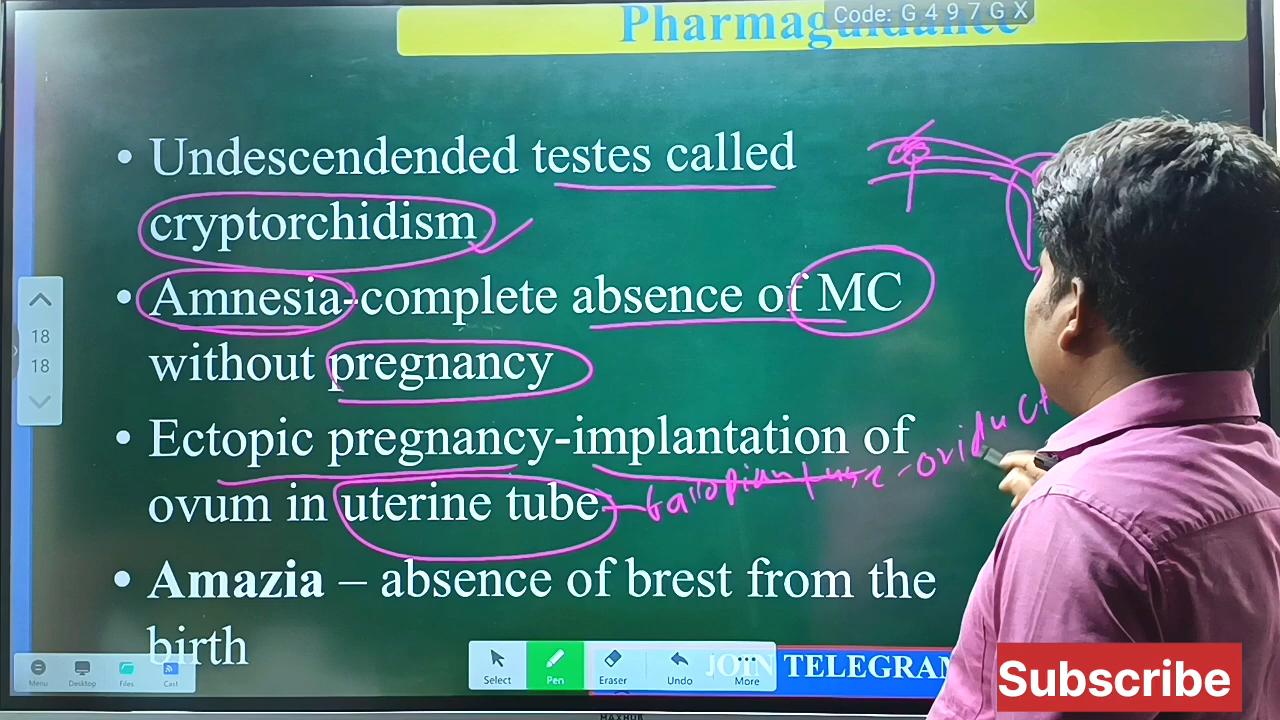 Pharmaguidance
Code: G 4 9 7 G X
• Undescendended testes called
cryptorchidism
• Amnesia-complete absence of MC
without pregnancy
• Ectopic pregnancy-implantation of
ovum in uterine tube
- oviduct
• Amazia – absence of brest from the
birth
18
18
Menu
Desktop
Files
Cast
Select
Pen
Eraser
Undo
More
JOIN TELEGRAM
Subscribe
MAXHUB